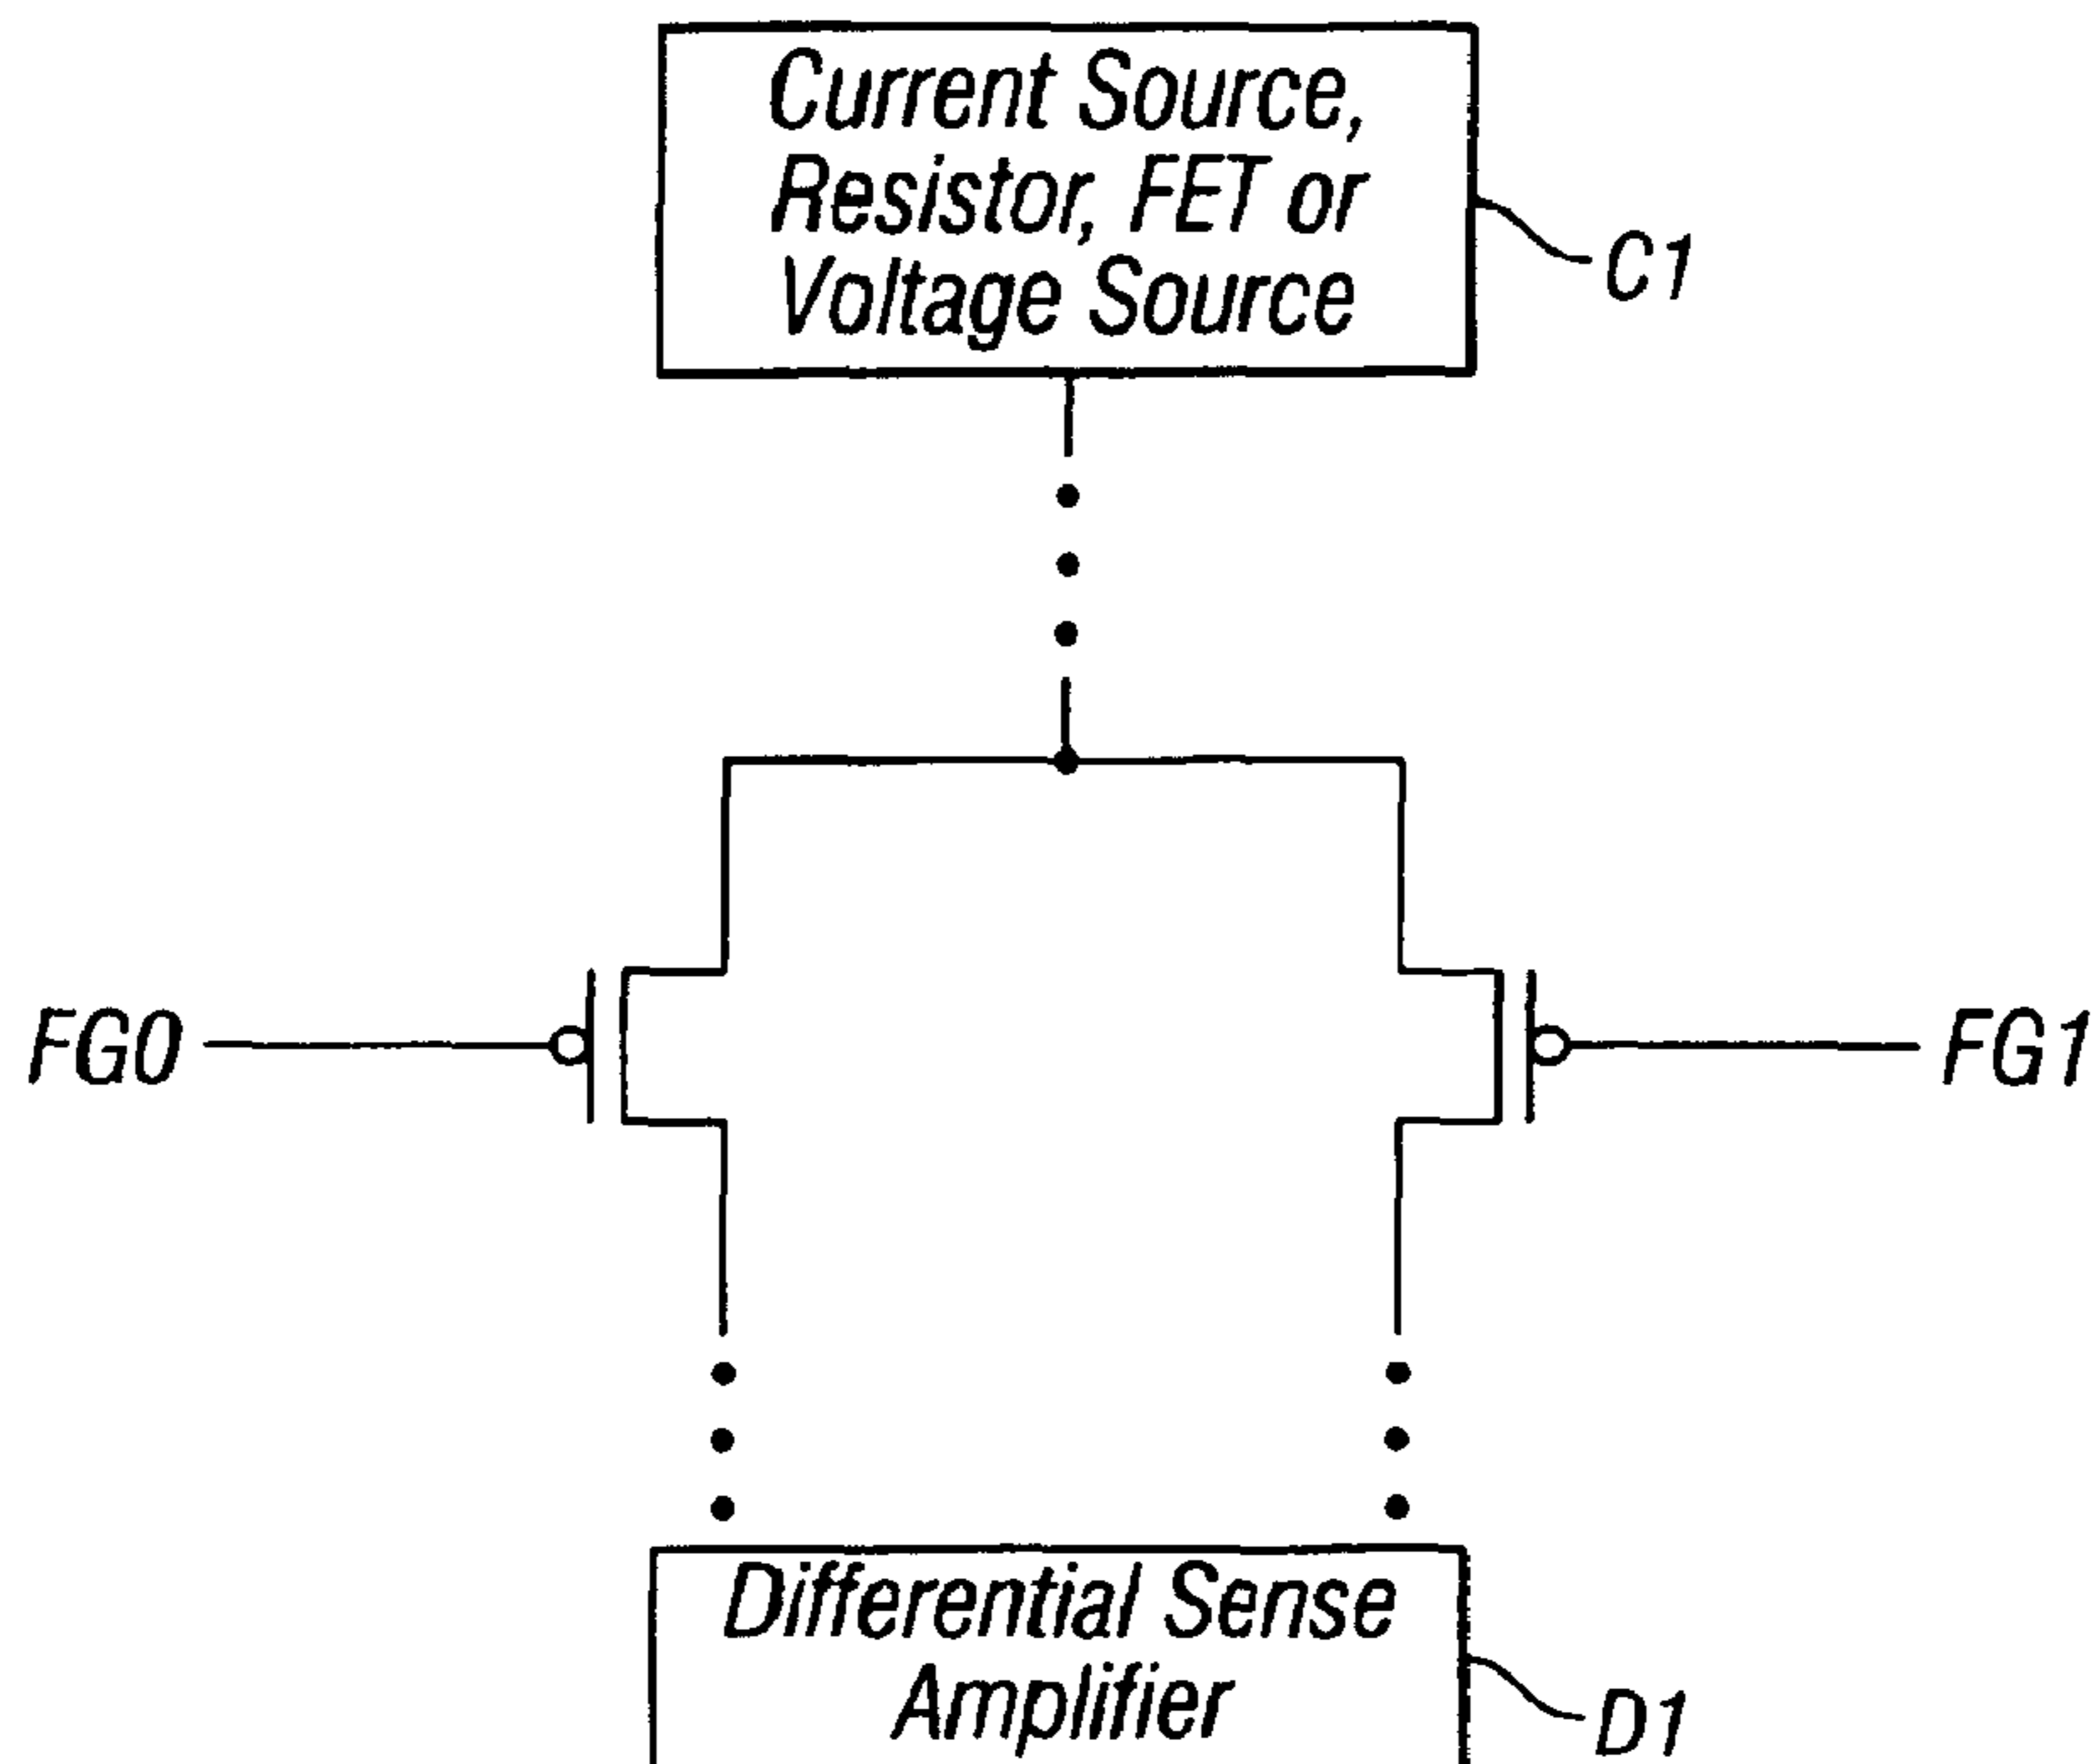 Current Source,
Resistor, FET or
Voltage Source
C1
FG0
FG1
Differential Sense
Amplifier
D1